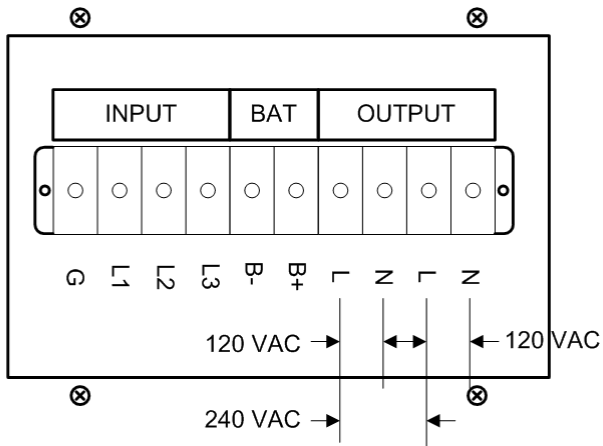 INPUT BAT OUTPUT
G L1 L2 L3 B- B+ L N L N
120 VAC 120 VAC
240 VAC